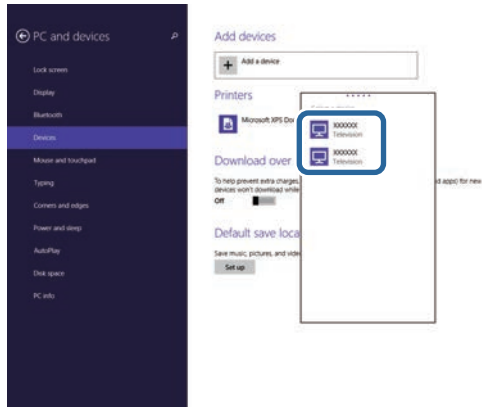 PC and devices
Lock screen
Display
Bluetooth
Devices
Mouse and touchpad
Typing
Corners and edges
Power and sleep
AutoPlay
Disk space
PC info
Add devices
Add a device
Printers
Microsoft XPS Do
XXXXXX
Television
XXXXXX
Television
Download over
To help prevent extra charges,
d apps) for new
devices won't download while
Off
Default save loca
Save music, pictures, and vide
Set up